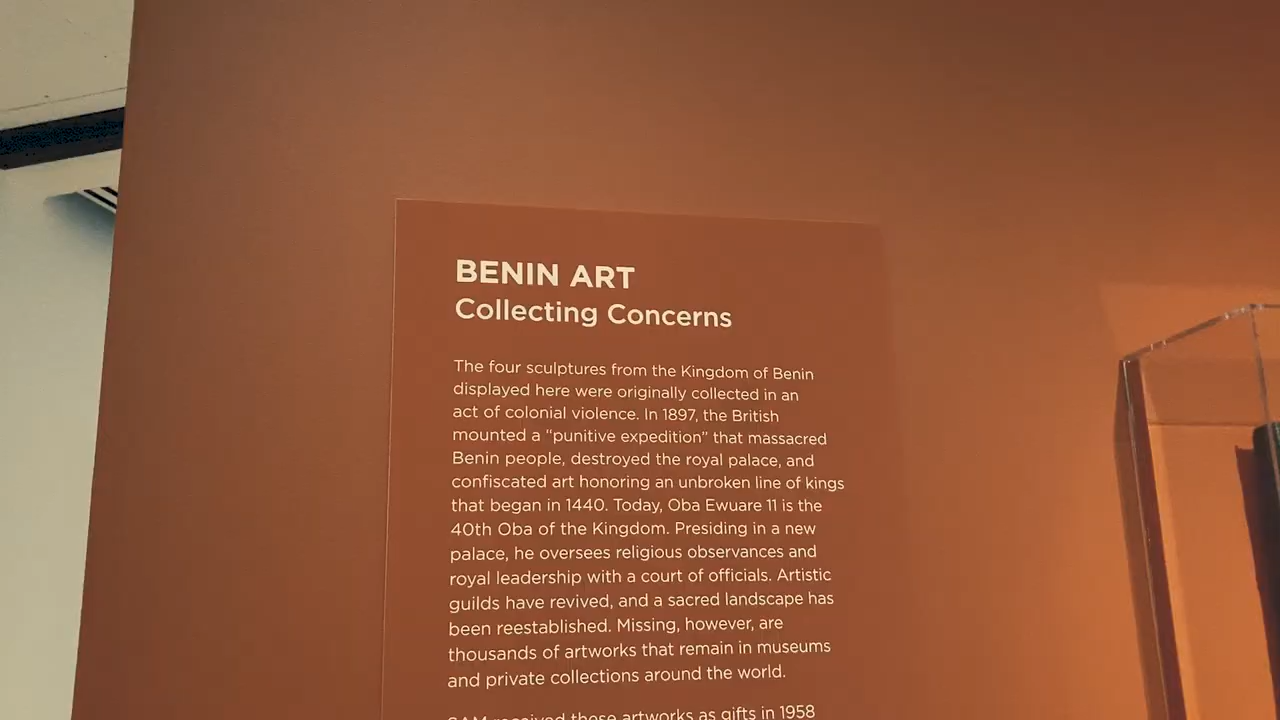 BENIN ART
Collecting Concerns
The four sculptures from the Kingdom of Benin
displayed here were originally collected in an
act of colonial violence. In 1897, the British
mounted a “punitive expedition” that massacred
Benin people, destroyed the royal palace, and
confiscated art honoring an unbroken line of kings
that began in 1440. Today, Oba Ewuare 11 is the
40th Oba of the Kingdom. Presiding in a new
palace, he oversees religious observances and
royal leadership with a court of officials. Artistic
guilds have revived, and a sacred landscape has
been reestablished. Missing, however, are
thousands of artworks that remain in museums
and private collections around the world.
SAM received these artworks as gifts in 1958